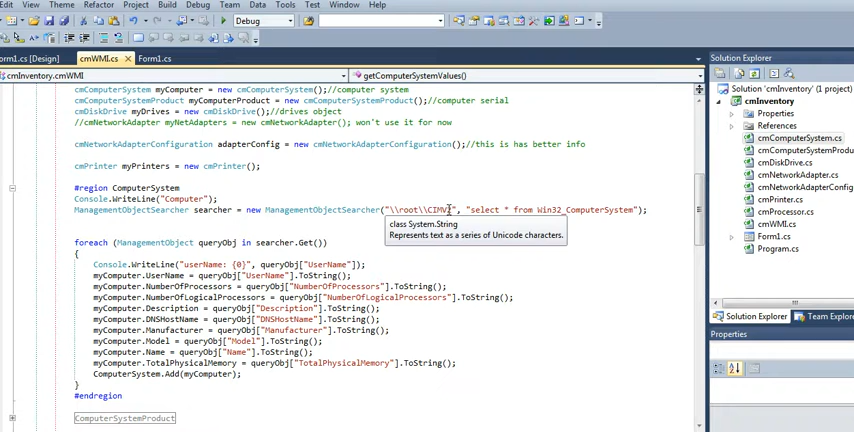 Edit View Theme Refactor Project Build Debug Team Data Tools Test Window Help
Debug
Form1.cs [Design] cmWMI.cs Form1.cs
cmInventory.cmWMI getComputerSystemValues()
cmComputerSystem myComputer = new cmComputerSystem();//computer system
cmComputerSystemProduct myComputerProduct = new cmComputerSystemProduct();//computer serial
cmDiskDrive myDrives = new cmDiskDrive();//drives object
//cmNetworkAdapter myNetAdapters = new cmNetworkAdapter(); won't use it for now
cmNetworkAdapterConfiguration adapterConfig = new cmNetworkAdapterConfiguration();//this is has better info
cmPrinter myPrinters = new cmPrinter();
#region ComputerSystem
Console.WriteLine("Computer");
ManagementObjectSearcher searcher = new ManagementObjectSearcher("\\root\\CIMV2", "select * from Win32_ComputerSystem");
class System.String
Represents text as a series of Unicode characters.
foreach (ManagementObject queryObj in searcher.Get())
{
Console.WriteLine("userName: {0}", queryObj["UserName"]);
myComputer.UserName = queryObj["UserName"].ToString();
myComputer.NumberOfProcessors = queryObj["NumberOfProcessors"].ToString();
myComputer.NumberOfLogicalProcessors = queryObj["NumberOfLogicalProcessors"].ToString();
myComputer.Description = queryObj["Description"].ToString();
myComputer.DNSHostName = queryObj["DNSHostName"].ToString();
myComputer.Manufacturer = queryObj["Manufacturer"].ToString();
myComputer.Model = queryObj["Model"].ToString();
myComputer.Name = queryObj["Name"].ToString();
myComputer.TotalPhysicalMemory = queryObj["TotalPhysicalMemory"].ToString();
ComputerSystem.Add(myComputer);
}
#endregion
ComputerSystemProduct
Solution Explorer
Solution 'cmInventory' (1 project)
cmInventory
Properties
References
cmComputerSystem.cs
cmComputerSystemProdu
cmDiskDrive.cs
cmNetworkAdapter.cs
cmNetworkAdapterConfig
cmPrinter.cs
cmProcessor.cs
cmWMI.cs
Form1.cs
Program.cs
Solution Explorer Team Explore
Properties